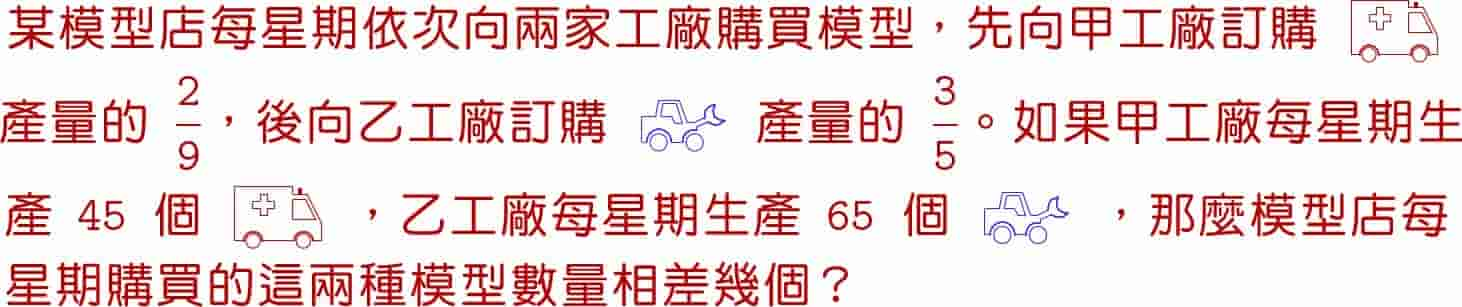 某模型店每星期依次向兩家工廠購買模型，先向甲工廠訂購
產量的 2/9，後向乙工廠訂購 產量的 3/5。如果甲工廠每星期生
產 45 個 ，乙工廠每星期生產 65 個 ，那麼模型店每
星期購買的這兩種模型數量相差幾個？